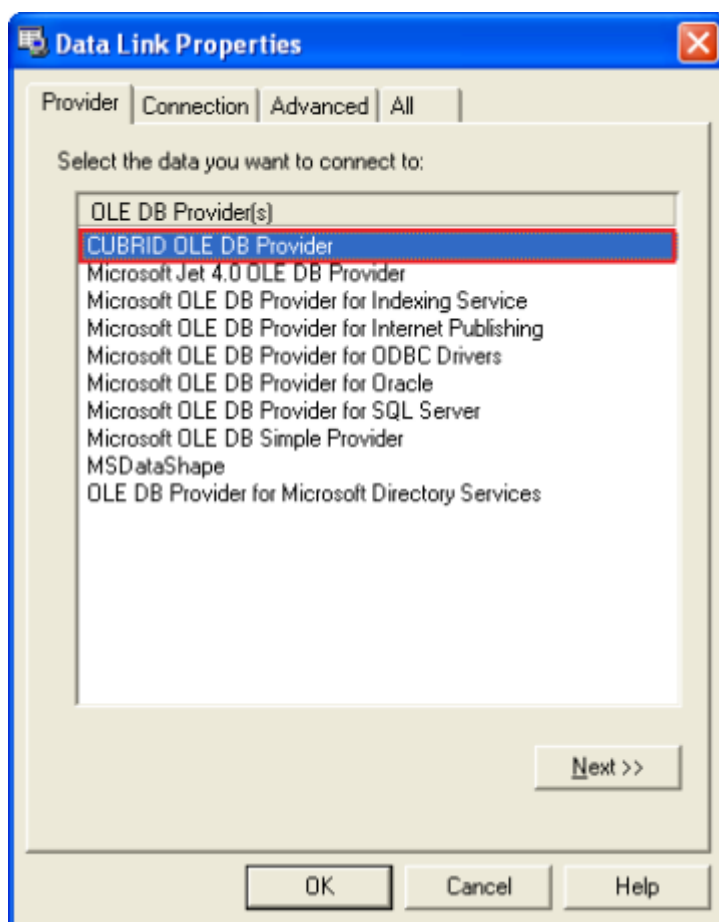 Data Link Properties
Provider Connection Advanced All
Select the data you want to connect to:
OLE DB Provider(s)
CUBRID OLE DB Provider
Microsoft Jet 4.0 OLE DB Provider
Microsoft OLE DB Provider for Indexing Service
Microsoft OLE DB Provider for Internet Publishing
Microsoft OLE DB Provider for ODBC Drivers
Microsoft OLE DB Provider for Oracle
Microsoft OLE DB Provider for SQL Server
Microsoft OLE DB Simple Provider
MSDataShape
OLE DB Provider for Microsoft Directory Services
Next >>
OK Cancel Help